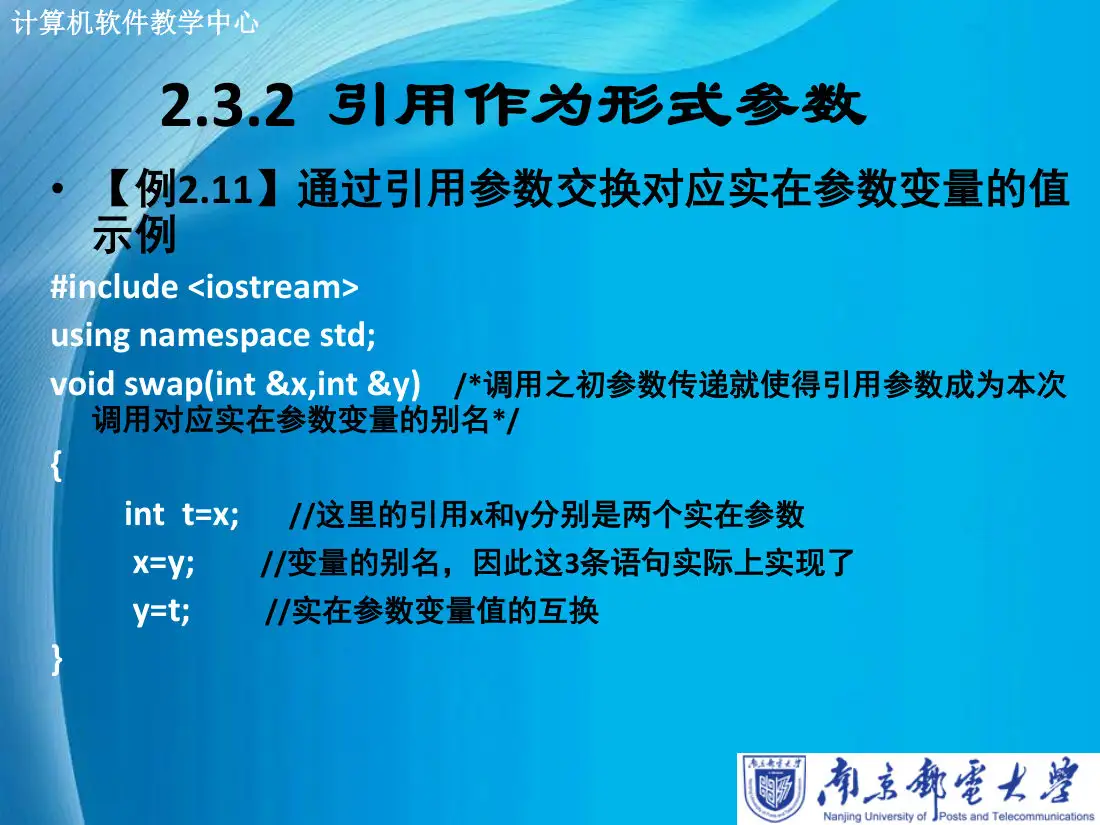 计算机软件教学中心
2.3.2 引用作为形式参数
• 【例2.11】通过引用参数交换对应实在参数变量的值
示例
#include <iostream>
using namespace std;
void swap(int &x,int &y) /*调用之初参数传递就使得引用参数成为本次
调用对应实在参数变量的别名*/
{
int t=x; //这里的引用x和y分别是两个实在参数
x=y; //变量的别名，因此这3条语句实际上实现了
y=t; //实在参数变量值的互换
}
南京郵電大學
Nanjing University of Posts and Telecommunications